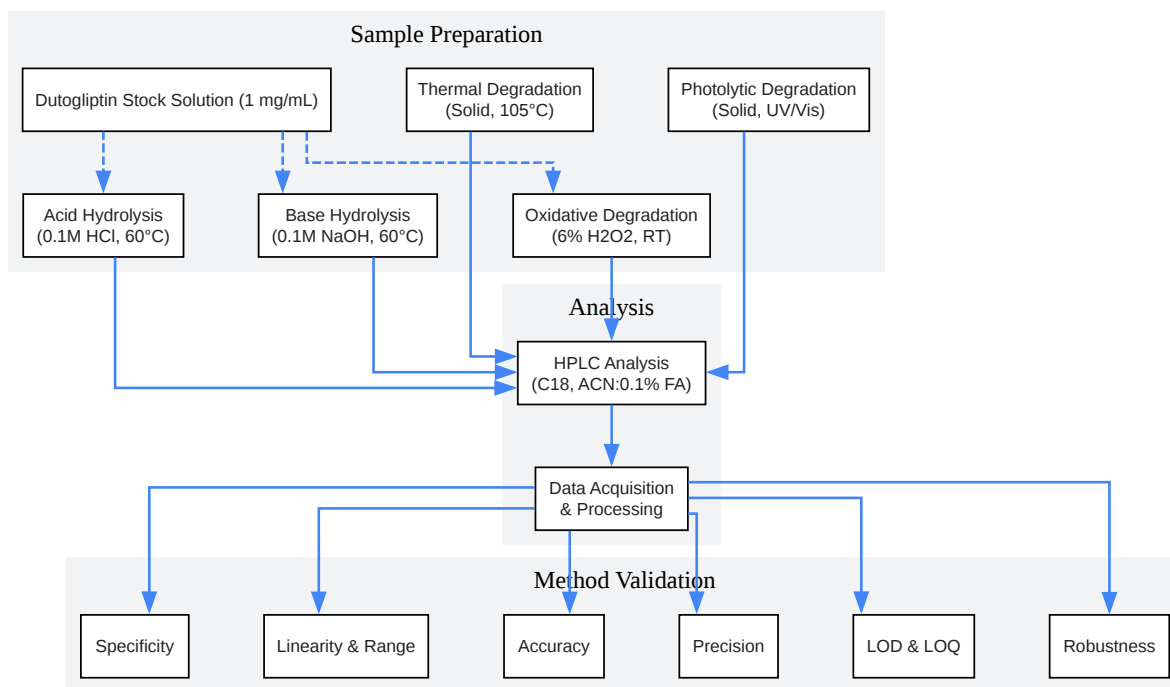 Sample Preparation
Dutogliptin Stock Solution (1 mg/mL)
Thermal Degradation
(Solid, 105°C)
Photolytic Degradation
(Solid, UV/Vis)
Acid Hydrolysis
(0.1M HCl, 60°C)
Base Hydrolysis
(0.1M NaOH, 60°C)
Oxidative Degradation
(6% H2O2, RT)
Analysis
HPLC Analysis
(C18, ACN:0.1% FA)
Data Acquisition
& Processing
Method Validation
Specificity
Linearity & Range
Accuracy
Precision
LOD & LOQ
Robustness